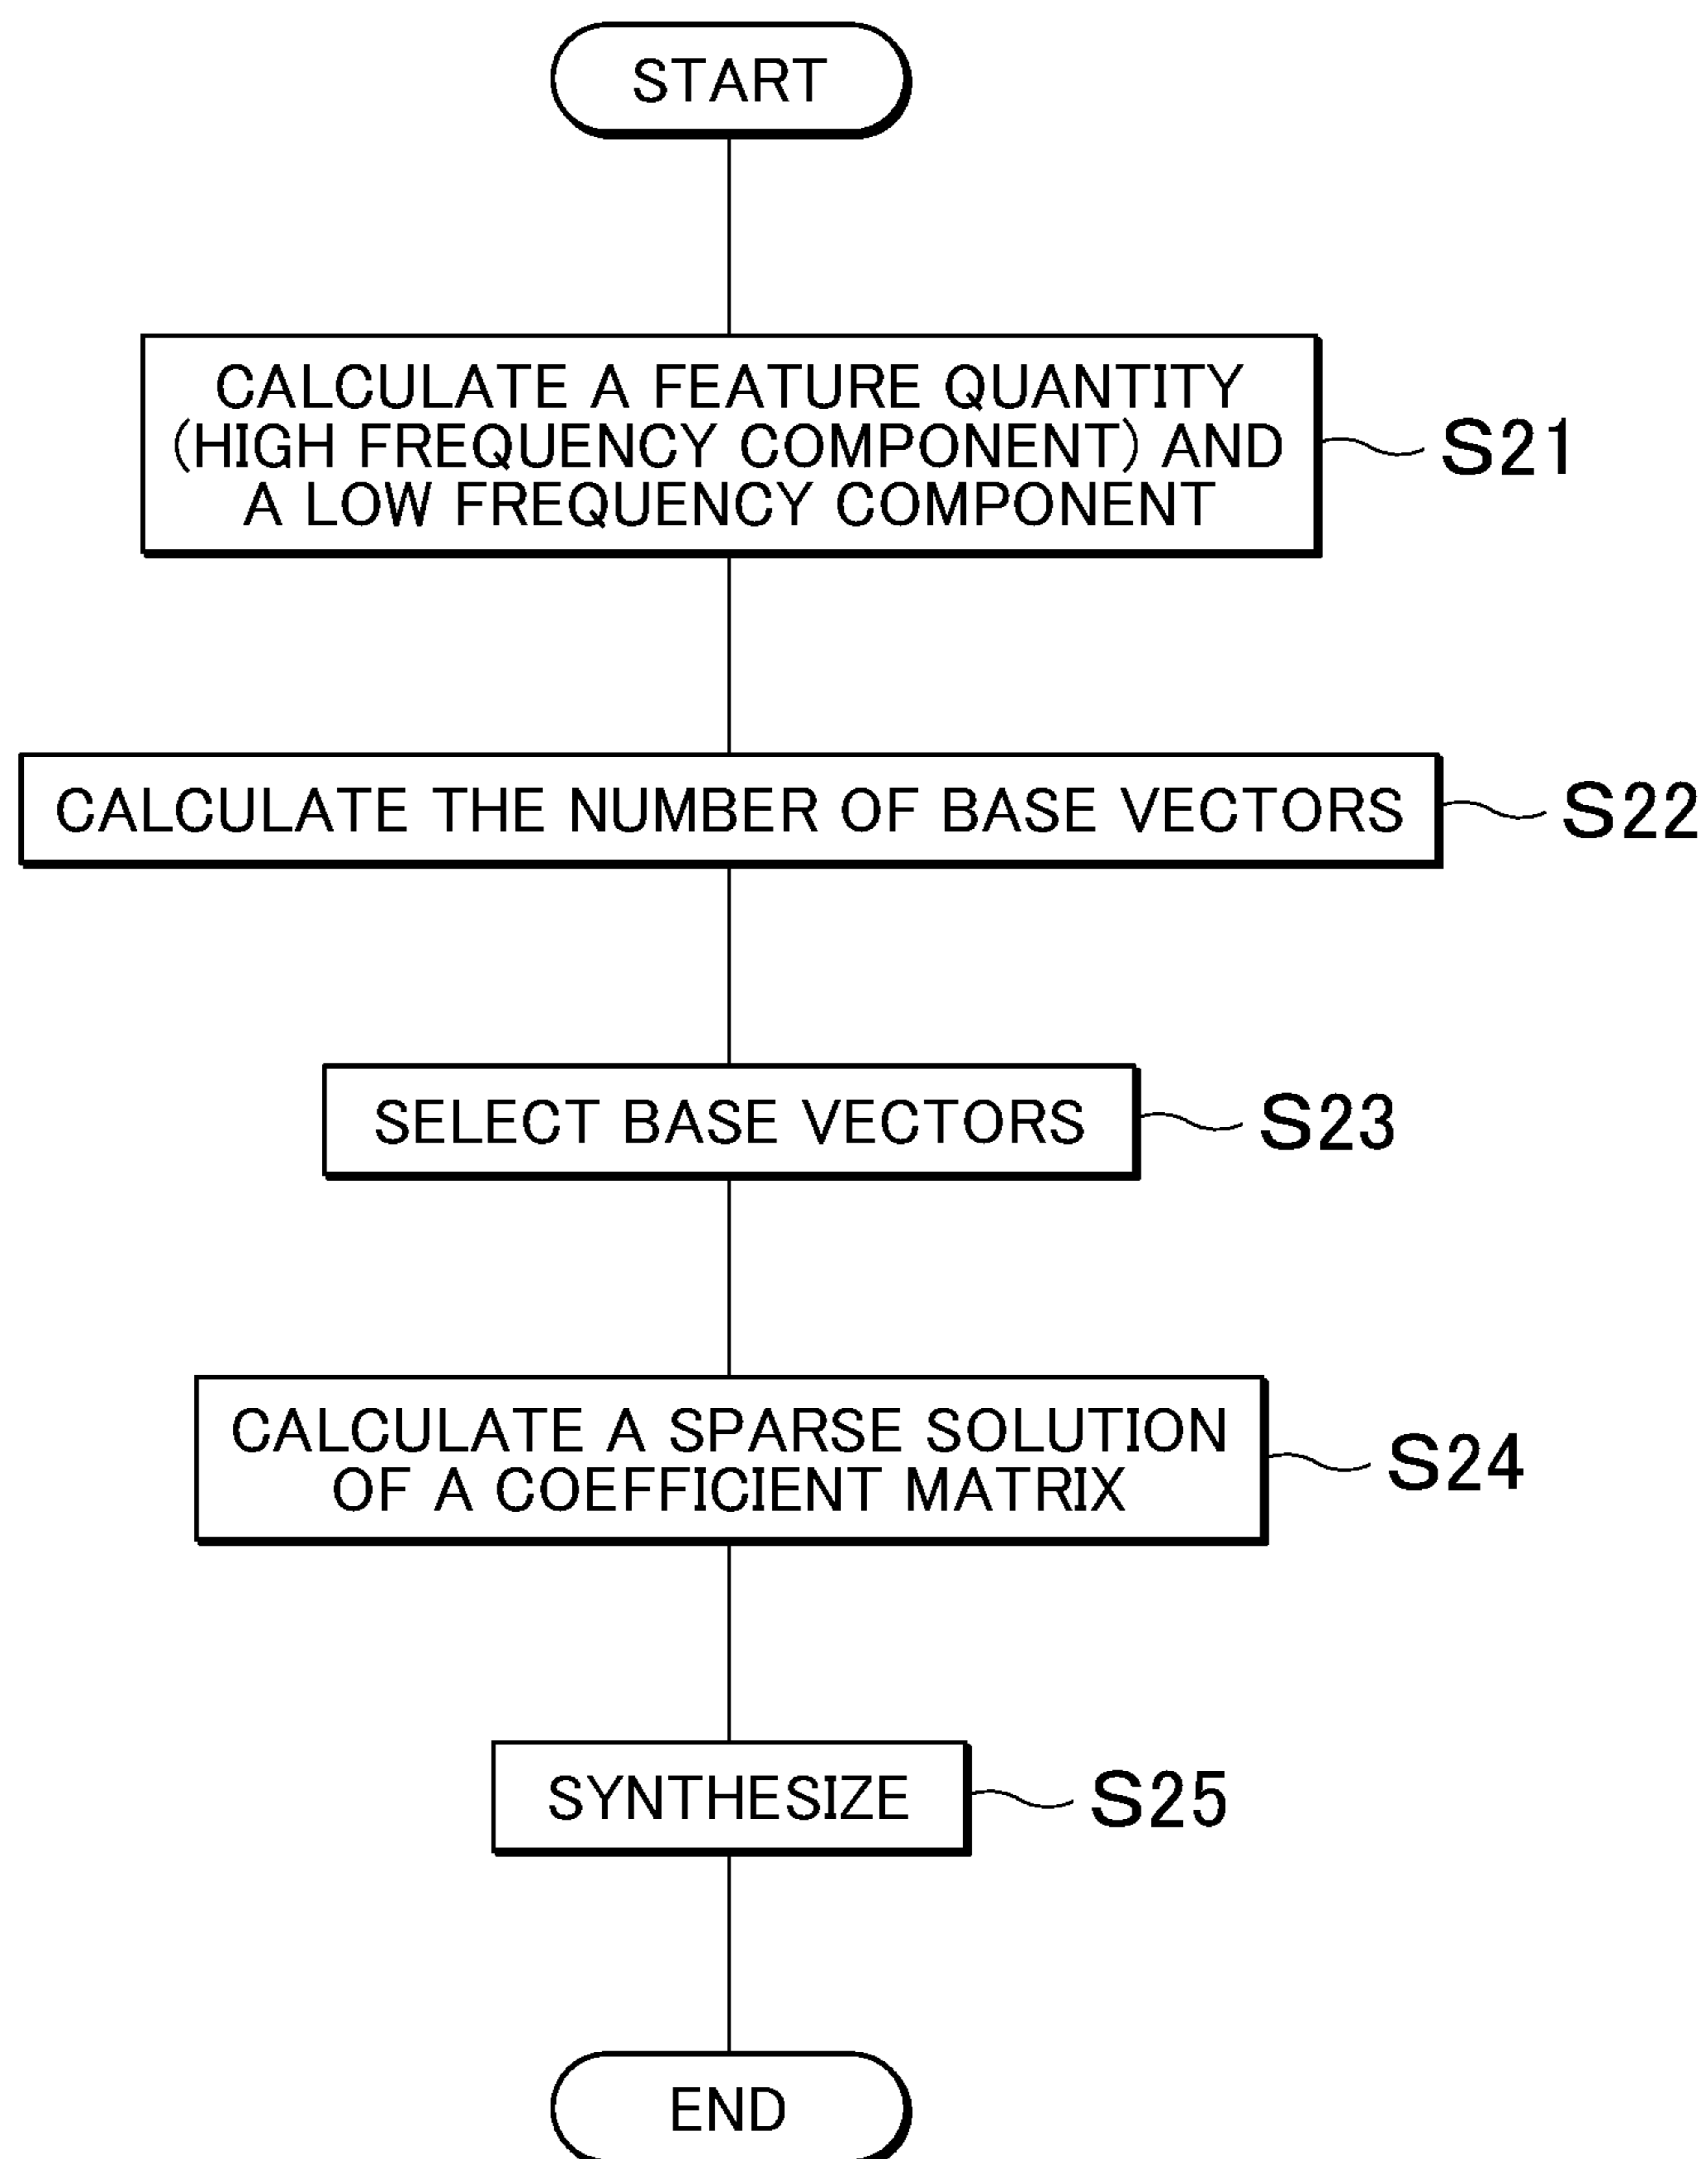 START
CALCULATE A FEATURE QUANTITY
(HIGH FREQUENCY COMPONENT) AND
A LOW FREQUENCY COMPONENT
S21
CALCULATE THE NUMBER OF BASE VECTORS
S22
SELECT BASE VECTORS
S23
CALCULATE A SPARSE SOLUTION
OF A COEFFICIENT MATRIX
S24
SYNTHESIZE
S25
END